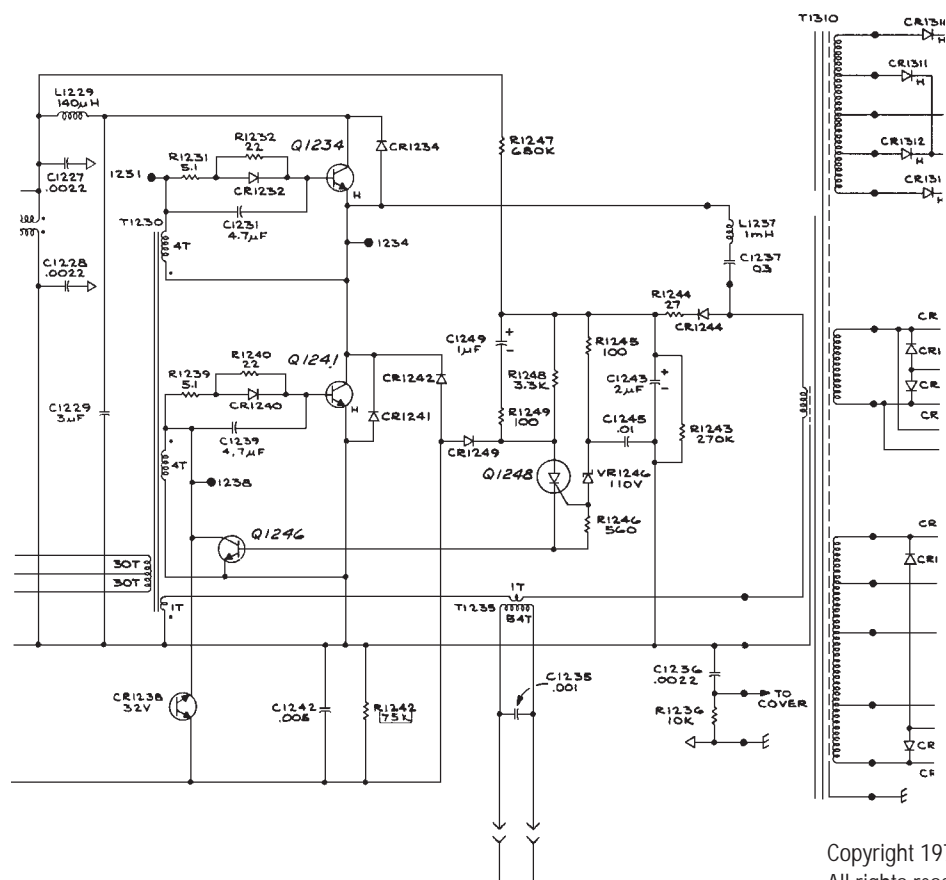 T1310
CR1311
H
CR1312
H
L1229
140μH
R1232
22
Q1234
R1231
5.1
CR1232
H
CR1234
R1247
680K
C1227
.0022
1231
C1231
4.7μF
T1230
4T
1234
L1237
1mH
C1237
.03
C1228
.0022
R1244
27
CR1244
C1249
1μF
+
-
R1248
3.3K
R1245
100
C1243
2μF
+
-
R1240
22
Q1241
R1239
5.1
CR1240
H
CR1242
CR1241
C1229
3μF
C1239
4.7μF
R1249
100
C1245
.01
R1243
270K
CR1249
4T
1238
Q1248
VR1246
110V
Q1246
R1246
560
30T
30T
1T
1T
T1235
54T
CR1238
32V
C1242
.005
R1242
75K
C1235
.001
C1236
.0022
TO
COVER
R1236
10K
Copyright 197
All rights rese